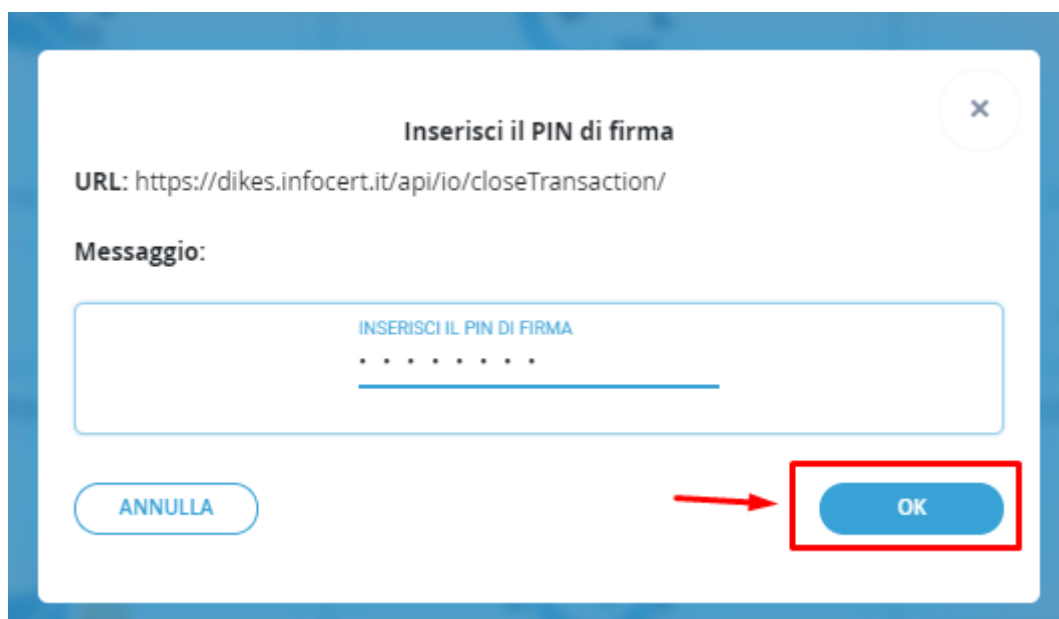 Inserisci il PIN di firma
URL: https://dikes.infocert.it/api/io/closeTransaction/
Messaggio:
INSERISCI IL PIN DI FIRMA
ANNULLA
OK